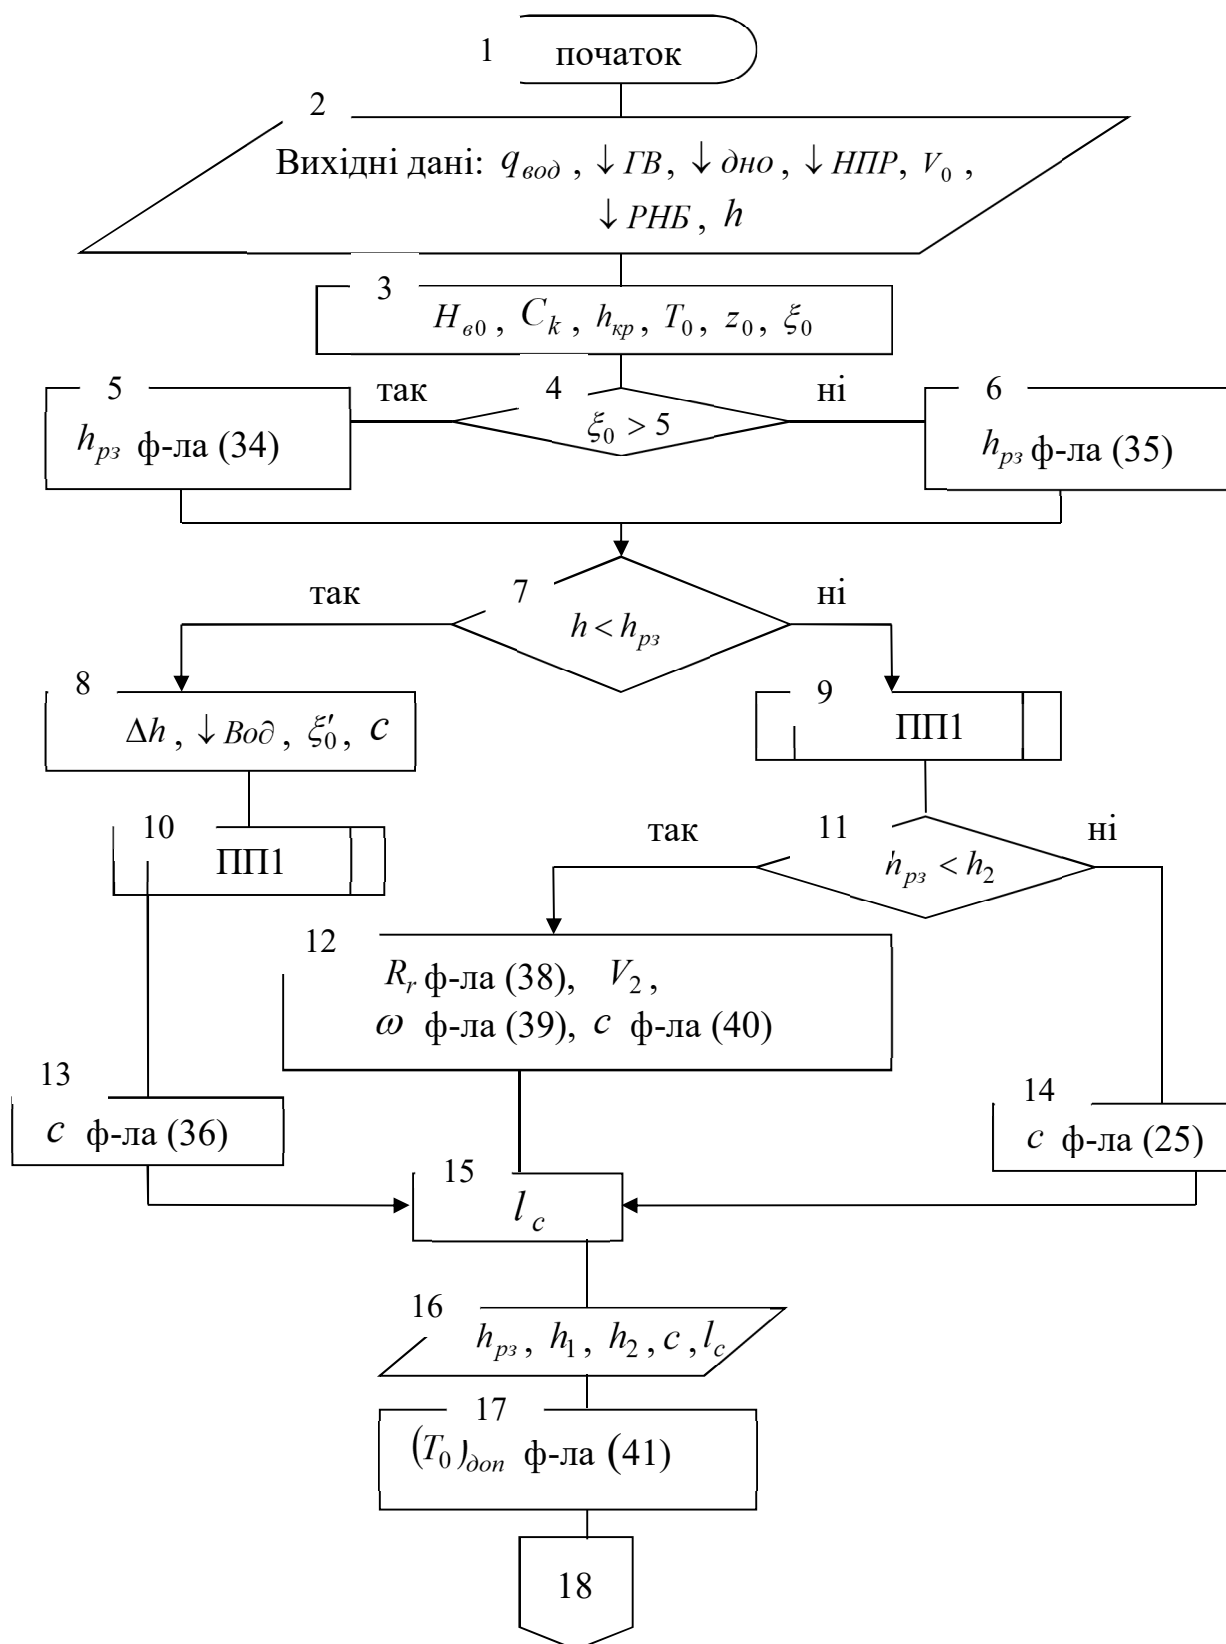 1 початок
2
Вихідні дані: q_вод , ↓ ГВ, ↓ дно , ↓ НПР, V_0 ,
↓ РНБ , h
3
H_в0 , C_k , h_кр , T_0 , z_0 , ξ_0
5 так 4 ні 6
h_рз ф-ла (34) ξ_0 > 5 h_рз ф-ла (35)
так 7 ні
h < h_рз
8 9
Δh , ↓ Вод , ξ′_0 , c ПП1
10 так 11 ні
ПП1 h_рз < h_2
12
R_r ф-ла (38), V_2 ,
ω ф-ла (39), c ф-ла (40)
13 14
c ф-ла (36) c ф-ла (25)
15
l_c
16
h_рз , h_1 , h_2 , c , l_c
17
(T_0)_доп ф-ла (41)
18